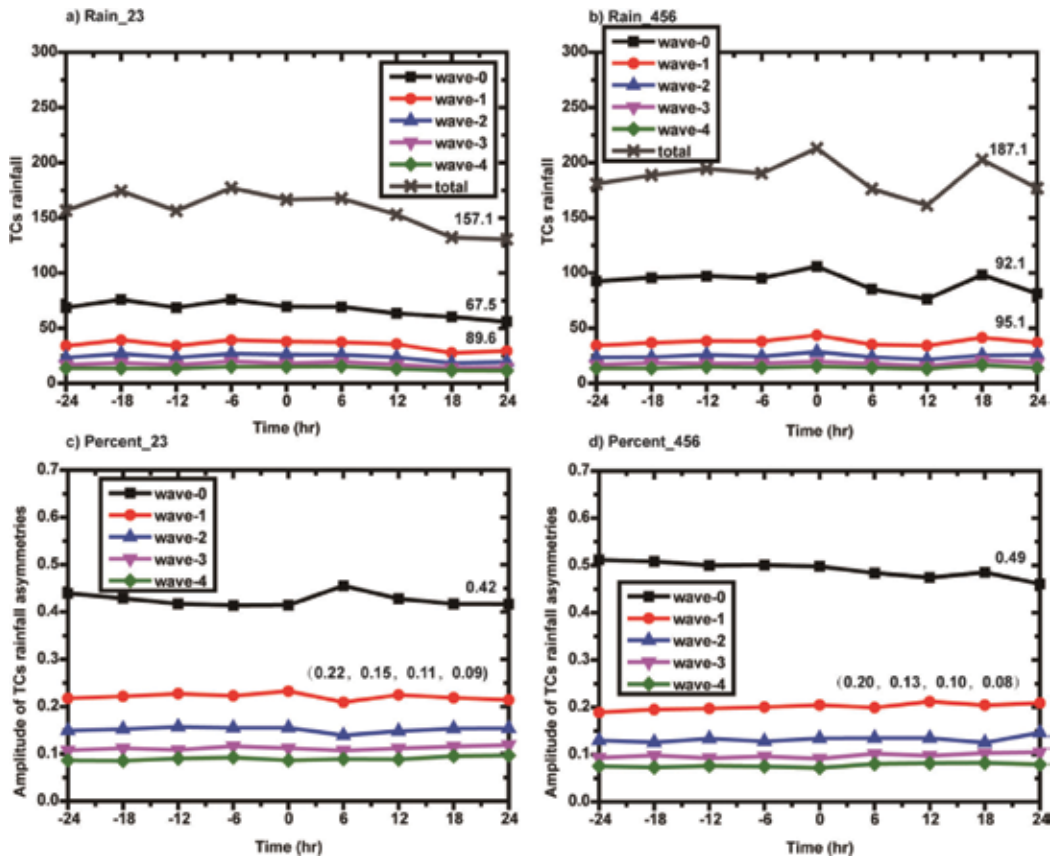 a) Rain_23
TCs rainfall
300
250
200
150
100
50
0
wave-0
wave-1
wave-2
wave-3
wave-4
total
157.1
67.5
89.6
-24 -18 -12 -6 0 6 12 18 24
Time (hr)
b) Rain_456
TCs rainfall
300
250
200
150
100
50
0
wave-0
wave-1
wave-2
wave-3
wave-4
total
187.1
92.1
95.1
-24 -18 -12 -6 0 6 12 18 24
Time (hr)
c) Percent_23
Amplitude of TCs rainfall asymmetries
0.7
0.6
0.5
0.4
0.3
0.2
0.1
0.0
wave-0
wave-1
wave-2
wave-3
wave-4
0.42
(0.22, 0.15, 0.11, 0.09)
-24 -18 -12 -6 0 6 12 18 24
Time (hr)
d) Percent_456
Amplitude of TCs rainfall asymmetries
0.7
0.6
0.5
0.4
0.3
0.2
0.1
0.0
0.49
wave-0
wave-1
wave-2
wave-3
wave-4
(0.20, 0.13, 0.10, 0.08)
-24 -18 -12 -6 0 6 12 18 24
Time (hr)